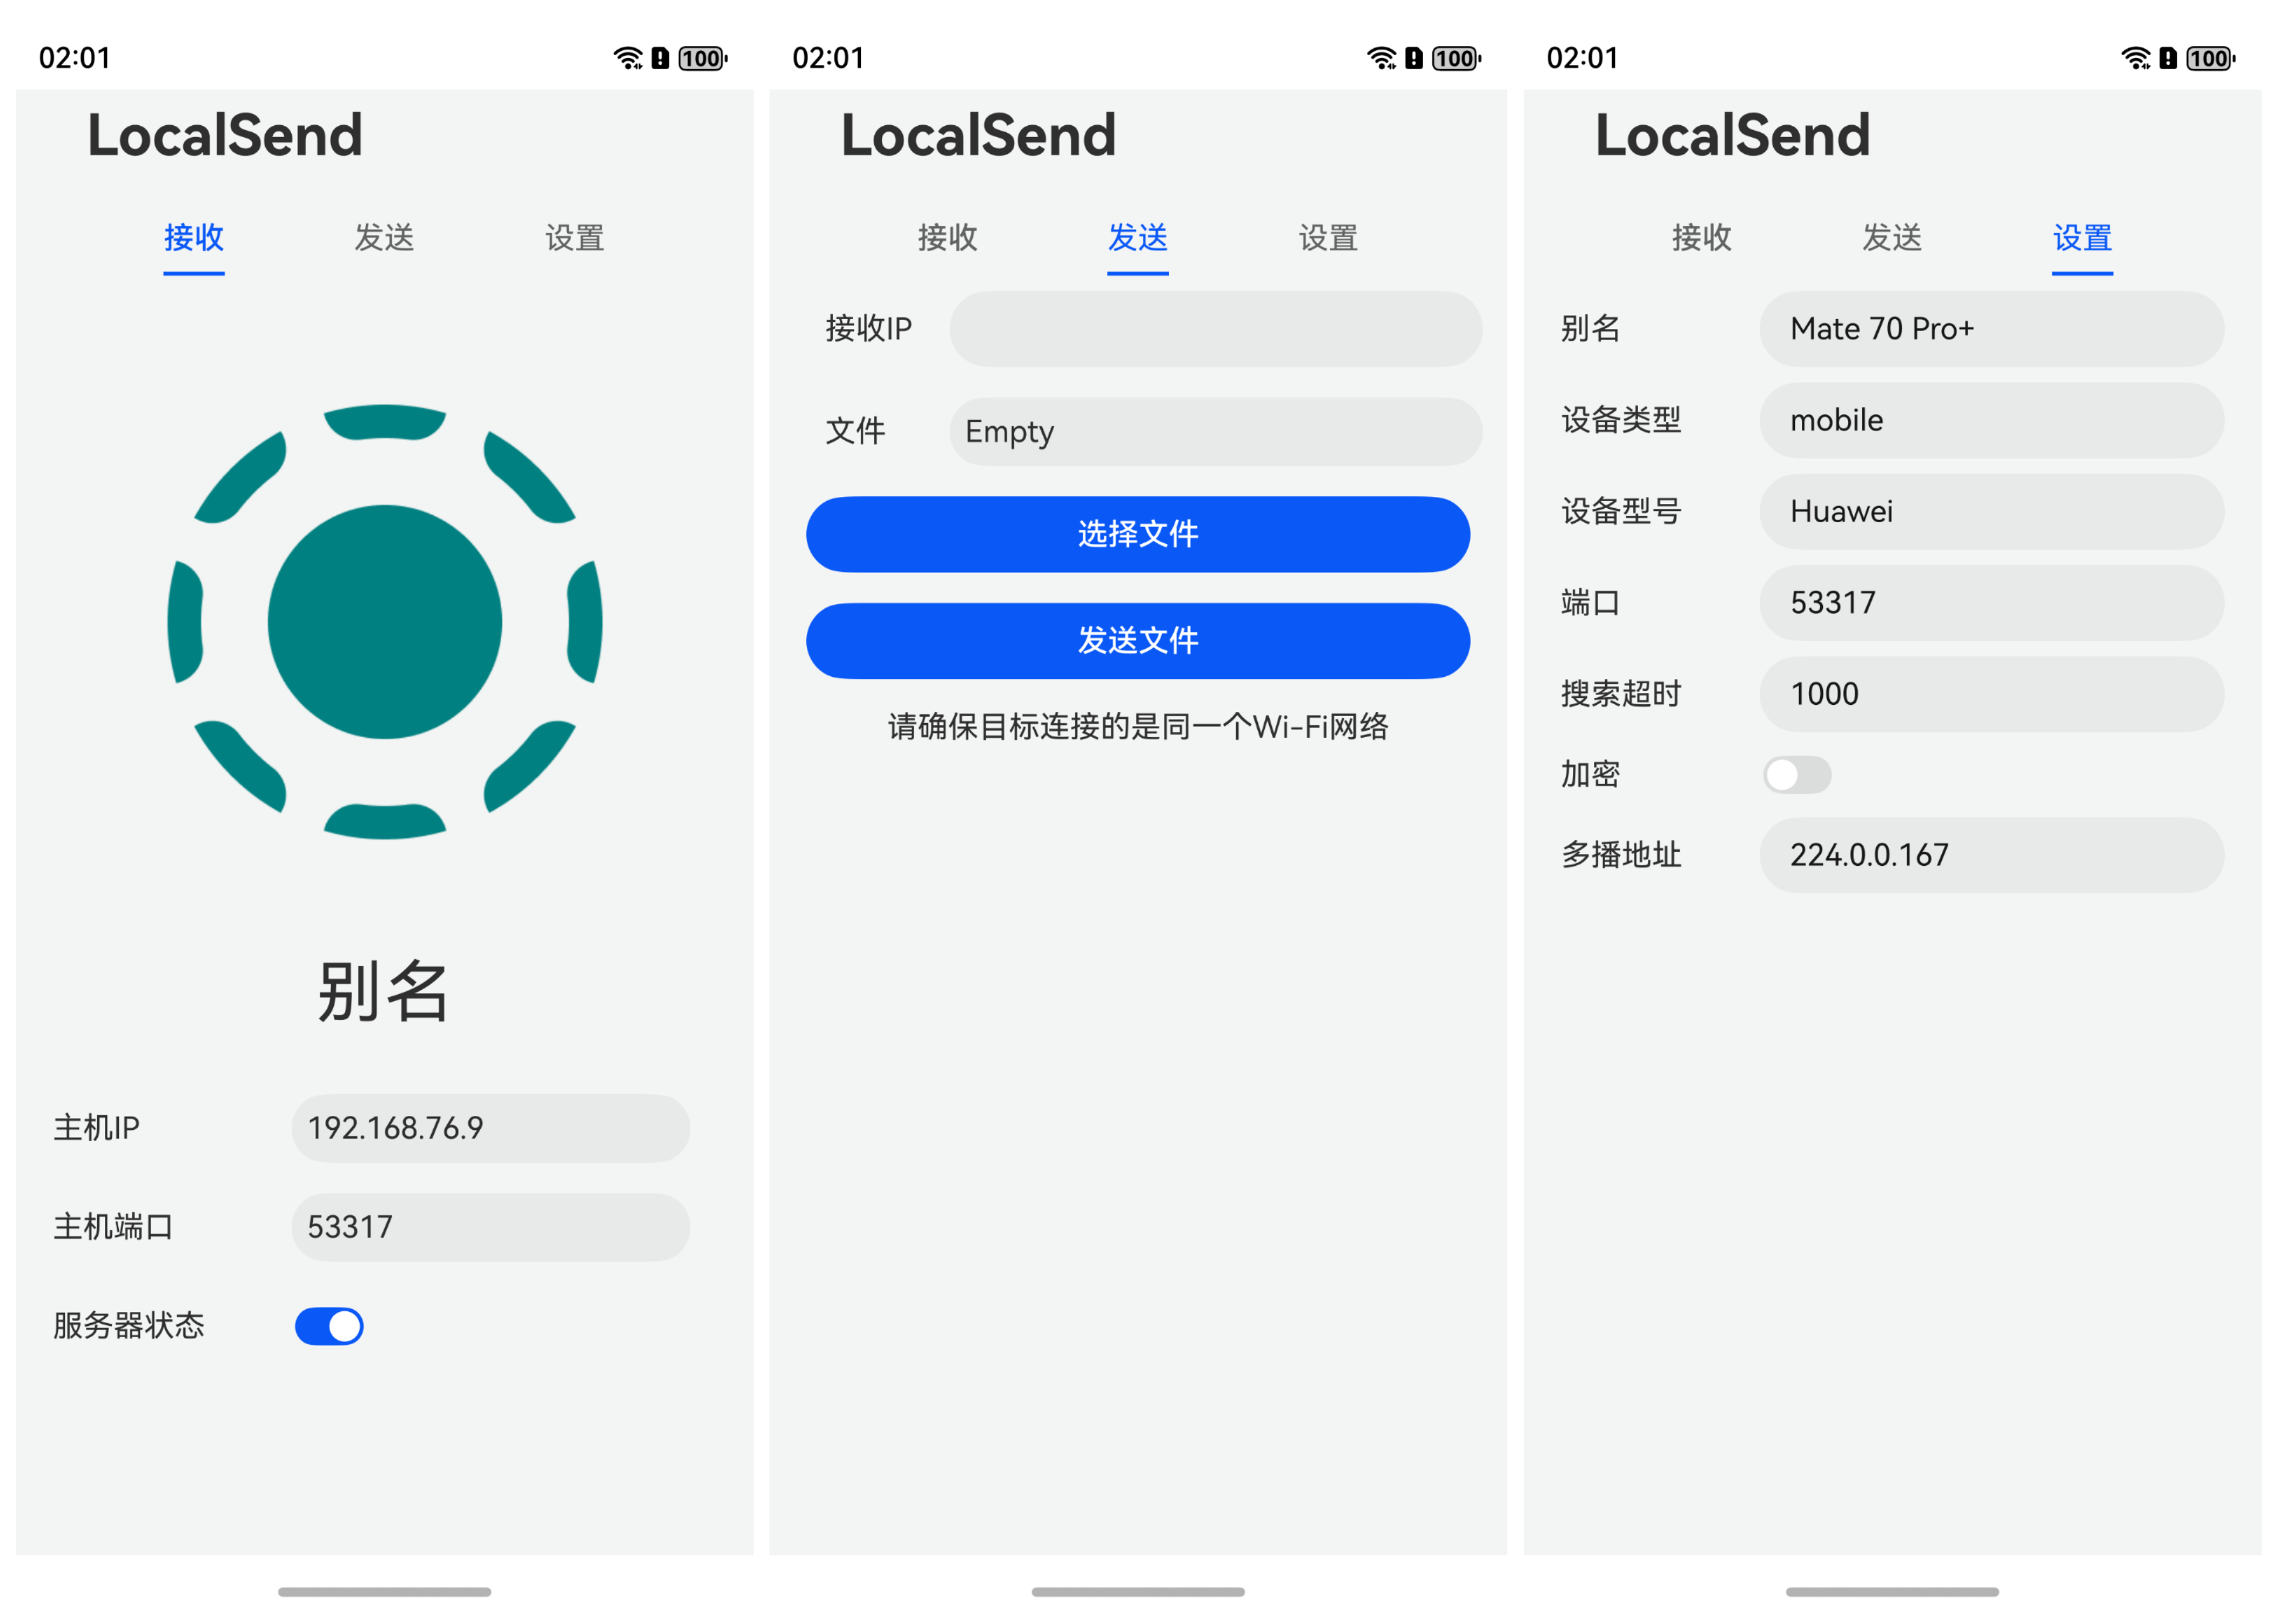 02:01
100
LocalSend
接收 发送 设置
别名
主机IP 192.168.76.9
主机端口 53317
服务器状态
02:01
100
LocalSend
接收 发送 设置
接收IP
文件 Empty
选择文件
发送文件
请确保目标连接的是同一个Wi-Fi网络
02:01
100
LocalSend
接收 发送 设置
别名 Mate 70 Pro+
设备类型 mobile
设备型号 Huawei
端口 53317
搜索超时 1000
加密
多播地址 224.0.0.167